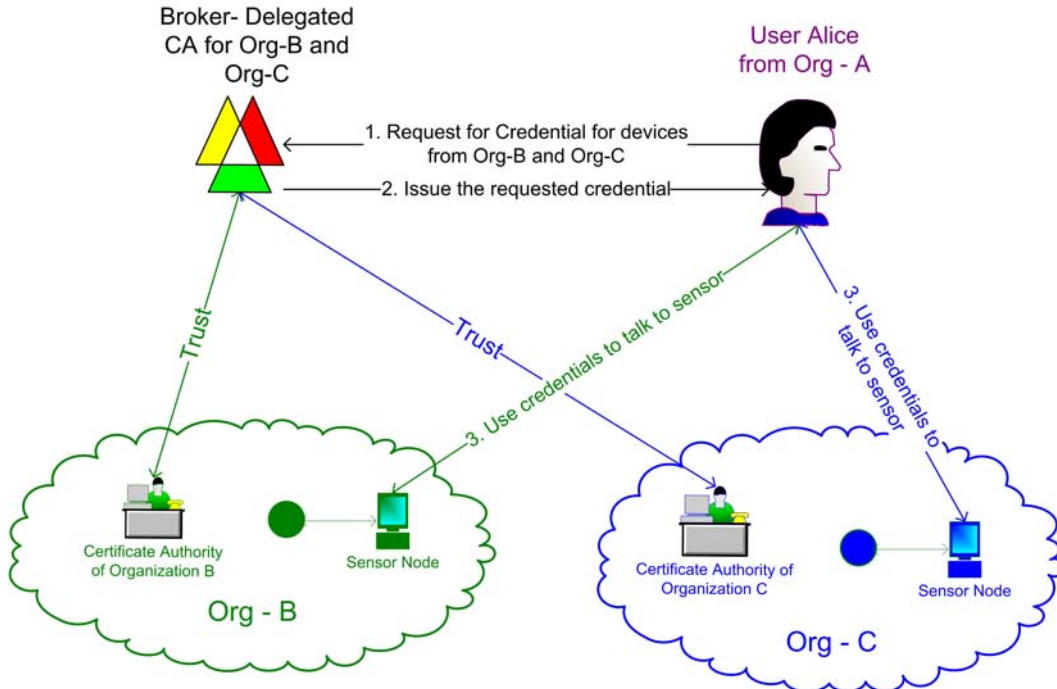 Broker- Delegated
CA for Org-B and
Org-C
User Alice
from Org - A
1. Request for Credential for devices
from Org-B and Org-C
2. Issue the requested credential
Trust
Trust
3. Use credentials to talk to sensor
3. Use credentials to
talk to sensor
Certificate Authority
of Organization B
Sensor Node
Org - B
Certificate Authority of
Organization C
Sensor Node
Org - C